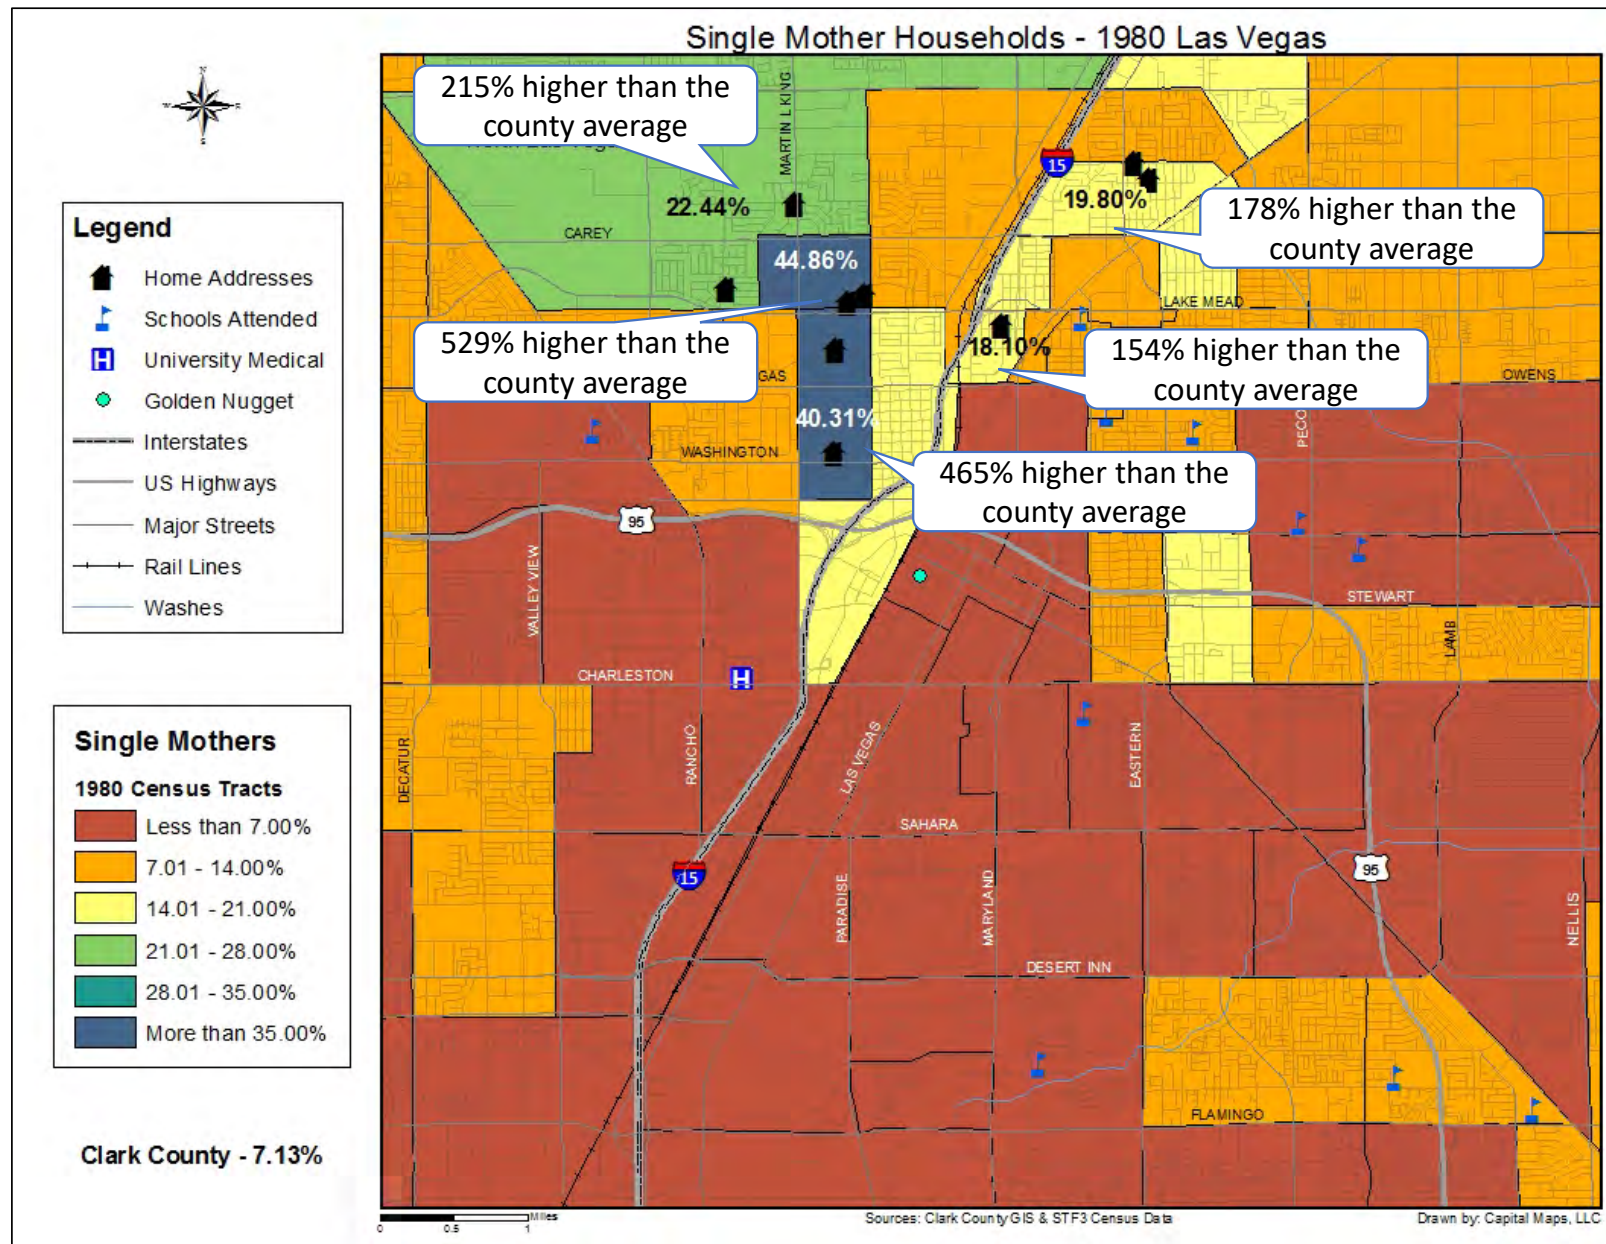 Single Mother Households - 1980 Las Vegas
N
W
E
S
215% higher than the
county average
MARTIN L KING
22.44%
CAREY
44.86%
15
19.80%
178% higher than the
county average
LAKE MEAD
529% higher than the
county average
18.10%
154% higher than the
county average
OWENS
40.31%
WASHINGTON
465% higher than the
county average
95
VALLEY VIEW
STEWART
LAMB
CHARLESTON
H
DECATUR
RANCHO
LAS VEGAS
EASTERN
SAHARA
15
95
PARADISE
MARYLAND
NELLIS
DESERT INN
FLAMINGO
Legend
Home Addresses
Schools Attended
H University Medical
Golden Nugget
Interstates
US Highways
Major Streets
Rail Lines
Washes
Single Mothers
1980 Census Tracts
Less than 7.00%
7.01 - 14.00%
14.01 - 21.00%
21.01 - 28.00%
28.01 - 35.00%
More than 35.00%
Clark County - 7.13%
Miles
0 0.5 1
Sources: Clark County GIS & STF3 Census Data
Drawn by: Capital Maps, LLC